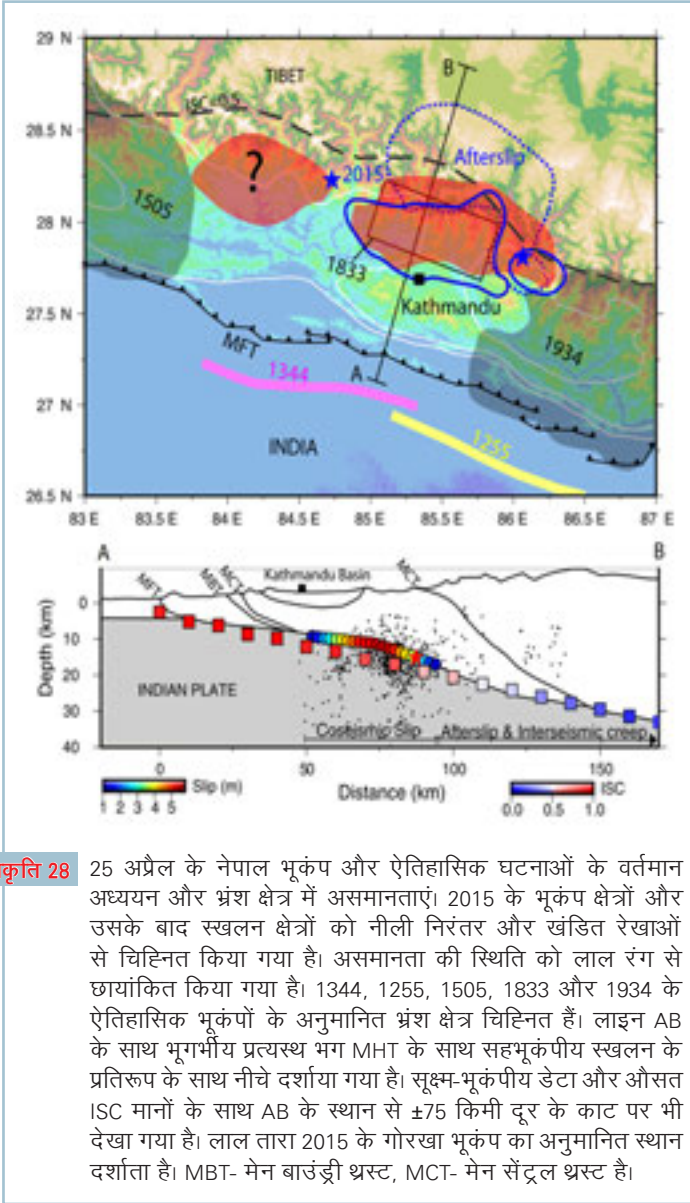 29 N
28.5 N
28 N
27.5 N
27 N
26.5 N
TIBET
B
ISC=0.5
Afterslip
?
2015
1505
1833
Kathmandu
MFT
1934
A
1344
INDIA
1255
83 E 83.5 E 84 E 84.5 E 85 E 85.5 E 86 E 86.5 E 87 E
A B
MFT MBT MCT Kathmandu Basin MCT
Depth (km)
0
10
20
30
40
INDIAN PLATE
Coseismic Slip Afterslip & Interseismic creep
0 50 100 150
Slip (m) Distance (km) ISC
1 2 3 4 5 0.0 0.5 1.0
कृति 28
25 अप्रैल के नेपाल भूकंप और ऐतिहासिक घटनाओं के वर्तमान
अध्ययन और भ्रंश क्षेत्र में असमानताएं। 2015 के भूकंप क्षेत्रों और
उसके बाद स्खलन क्षेत्रों को नीली निरंतर और खंडित रेखाओं
से चिह्नित किया गया है। असमानता की स्थिति को लाल रंग से
छायांकित किया गया है। 1344, 1255, 1505, 1833 और 1934 के
ऐतिहासिक भूकंपों के अनुमानित भ्रंश क्षेत्र चिह्नित हैं। लाइन AB
के साथ भूगर्भीय प्रत्यस्थ भग MHT के साथ सहभूकंपीय स्खलन के
प्रतिरूप के साथ नीचे दर्शाया गया है। सूक्ष्म-भूकंपीय डेटा और औसत
ISC मानों के साथ AB के स्थान से ±75 किमी दूर के काट पर भी
देखा गया है। लाल तारा 2015 के गोरखा भूकंप का अनुमानित स्थान
दर्शाता है। MBT- मेन बाउंड्री थ्रस्ट, MCT- मेन सेंट्रल थ्रस्ट है।